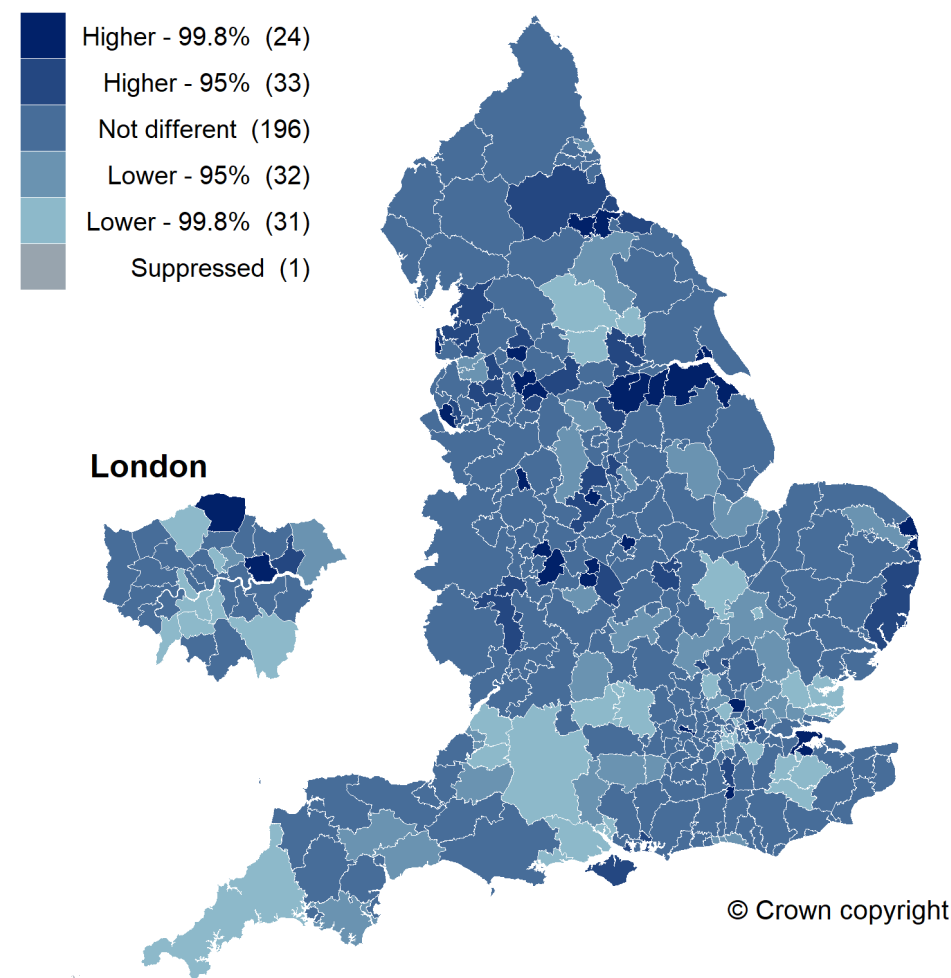 Higher - 99.8% (24)
Higher - 95% (33)
Not different (196)
Lower - 95% (32)
Lower - 99.8% (31)
Suppressed (1)
London
© Crown copyright